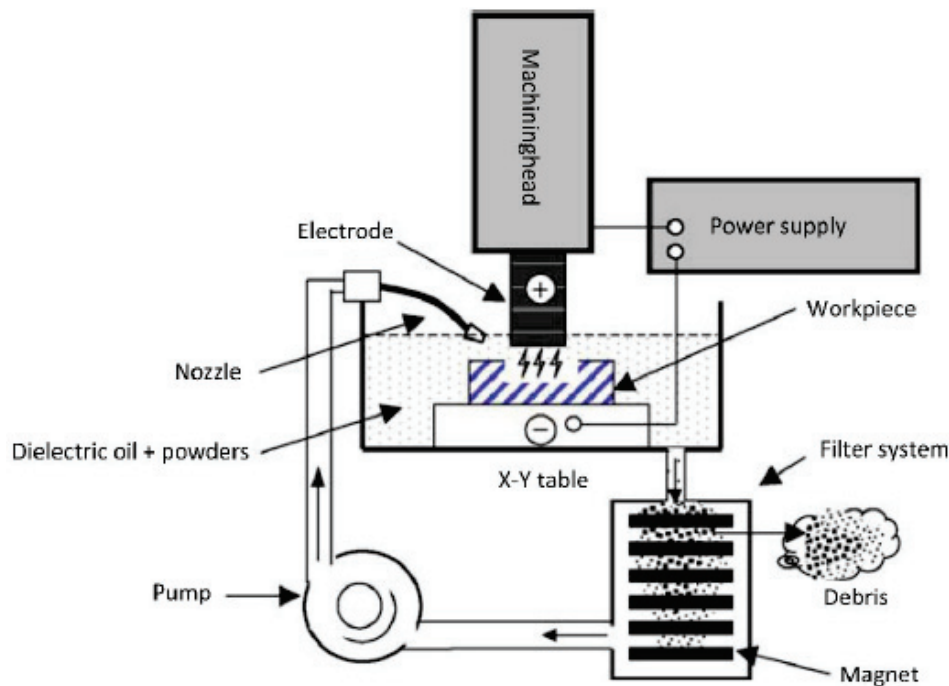 Machininghead
Power supply
Electrode
Workpiece
Nozzle
+
Dielectric oil + powders
−
X-Y table
Filter system
Pump
Debris
Magnet